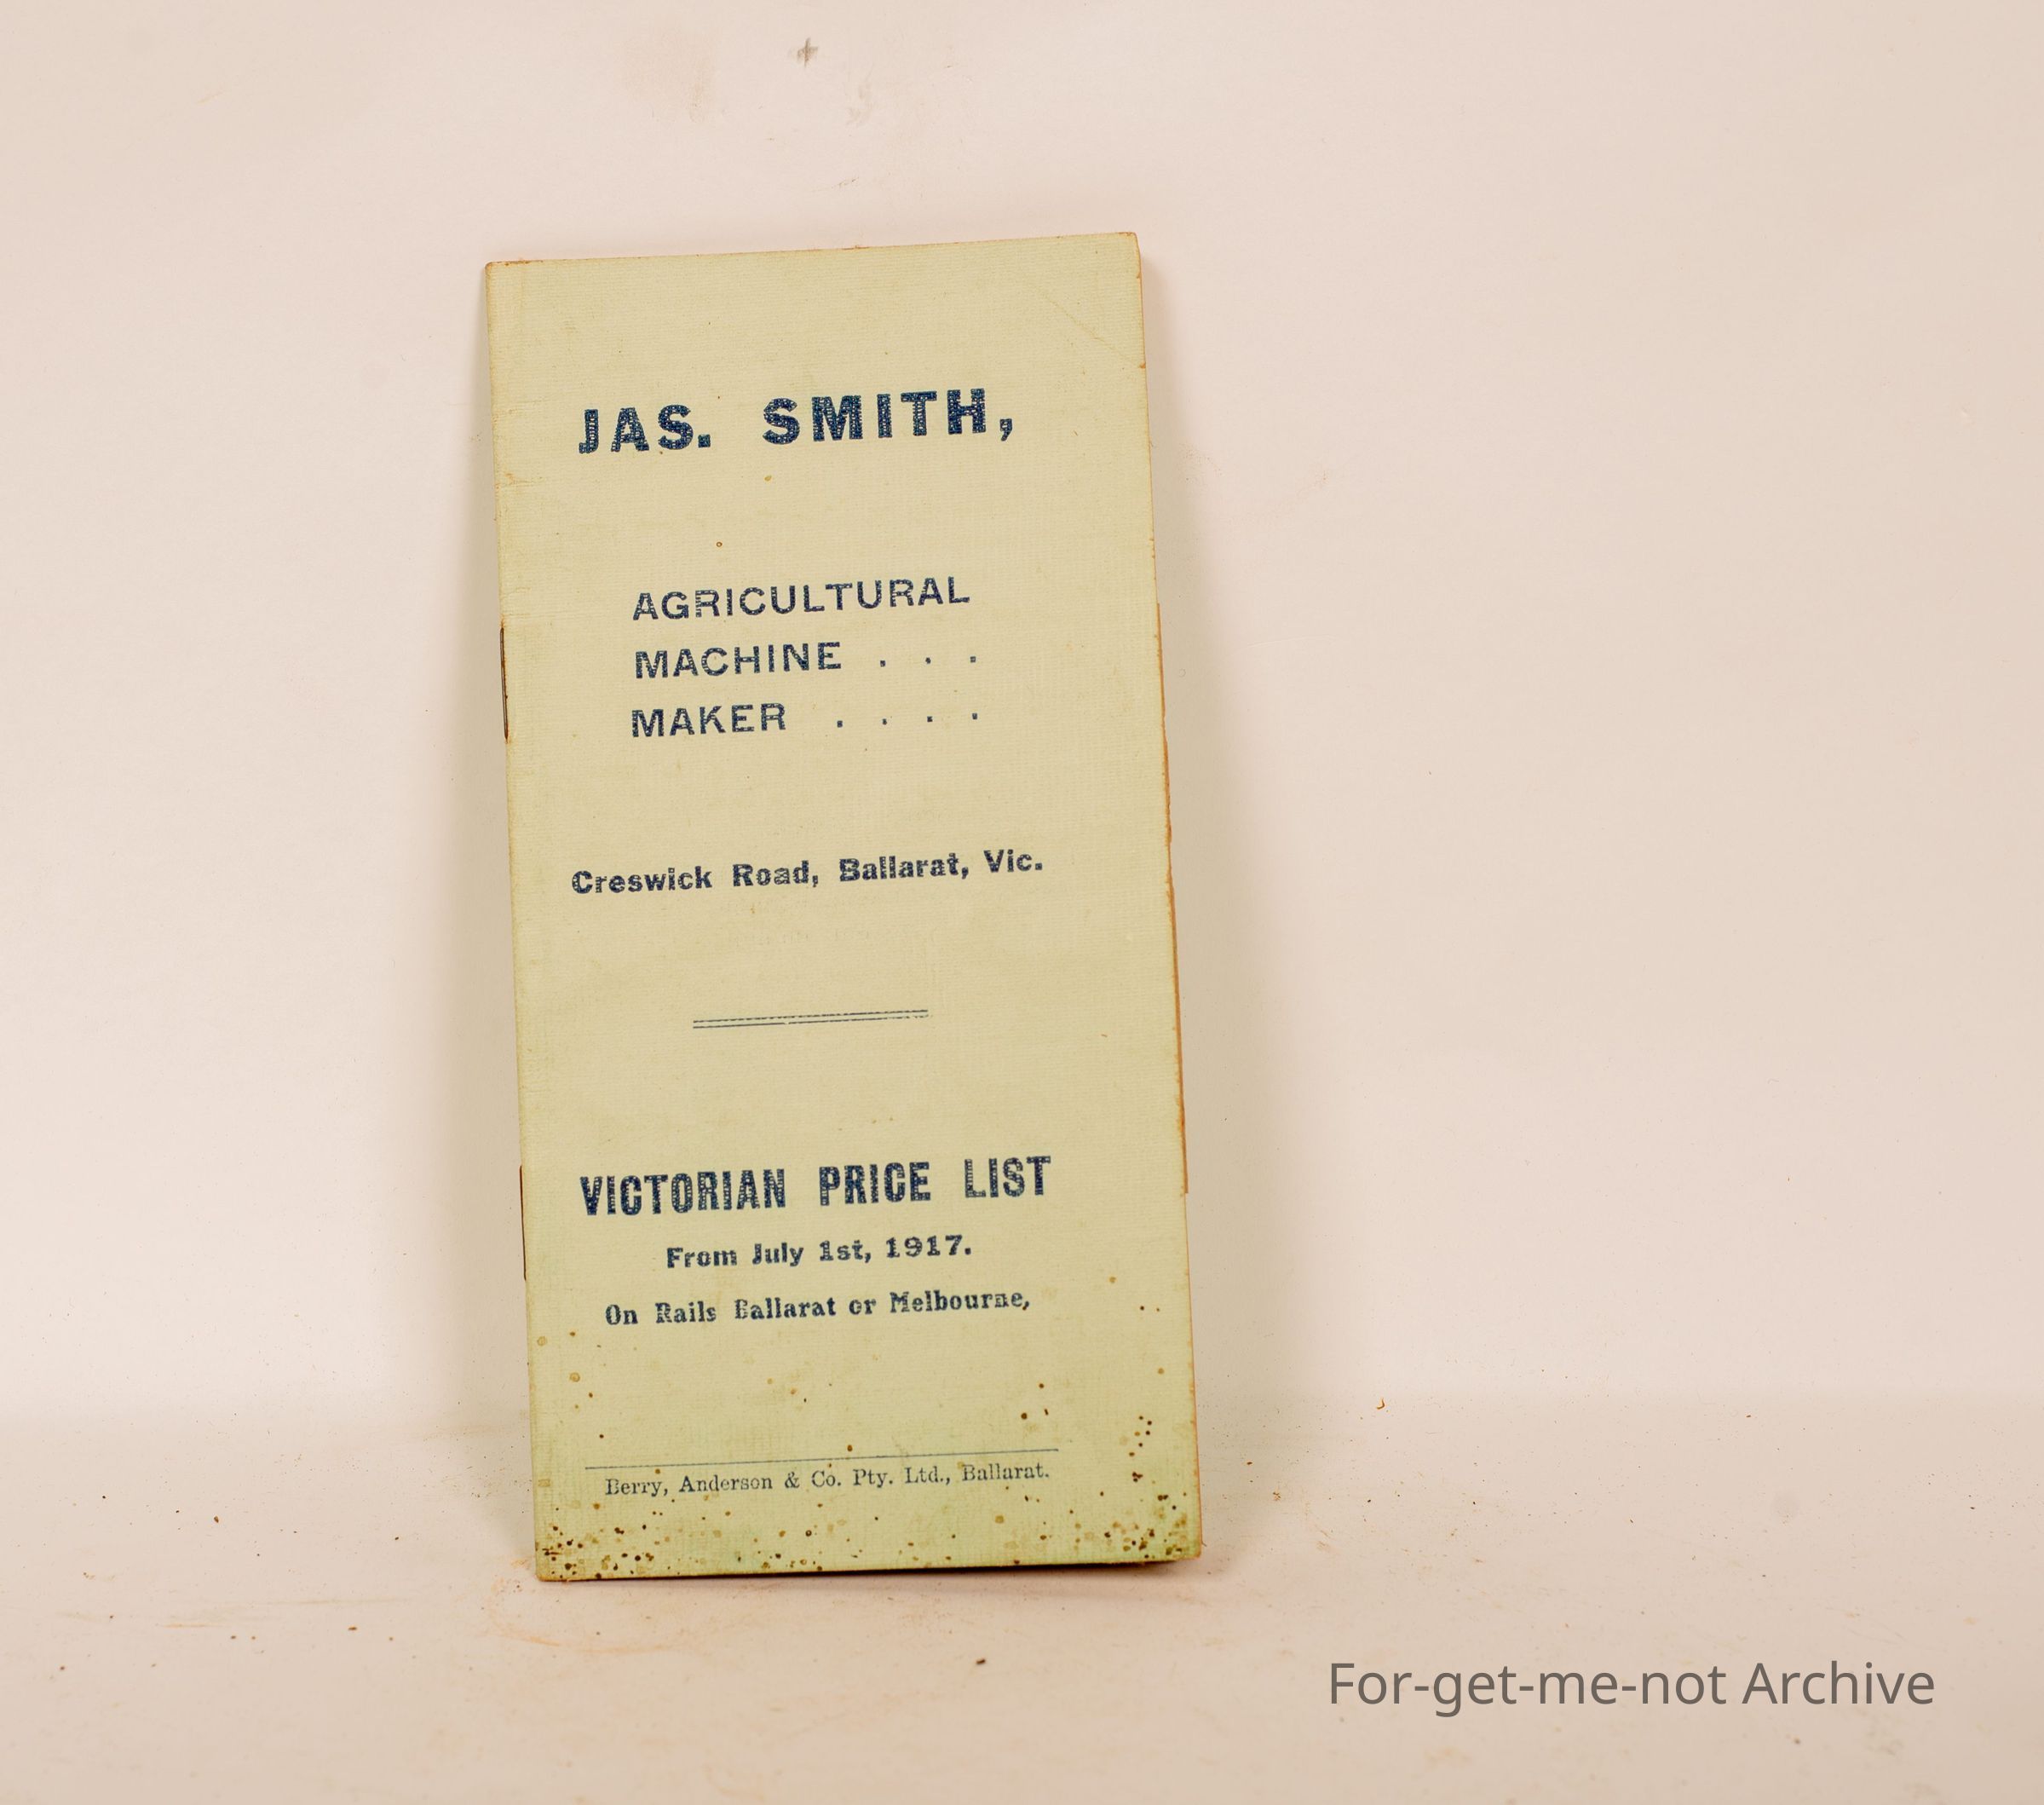 JAS. SMITH,
AGRICULTURAL
MACHINE . . .
MAKER . . . .
Creswick Road, Ballarat, Vic.
VICTORIAN PRICE LIST
From July 1st, 1917.
On Rails Ballarat or Melbourne,
Berry, Anderson & Co. Pty. Ltd., Ballarat.
For-get-me-not Archive